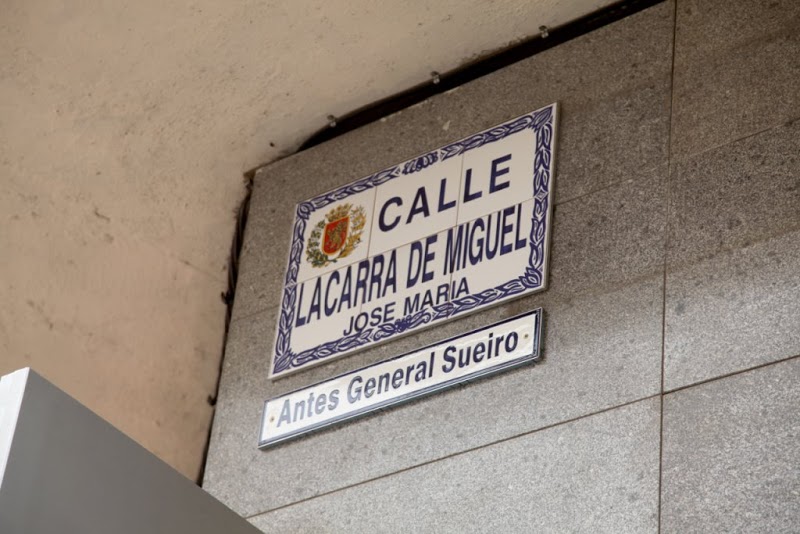 CALLE
LACARRA DE MIGUEL
JOSE MARIA
Antes General Sueiro